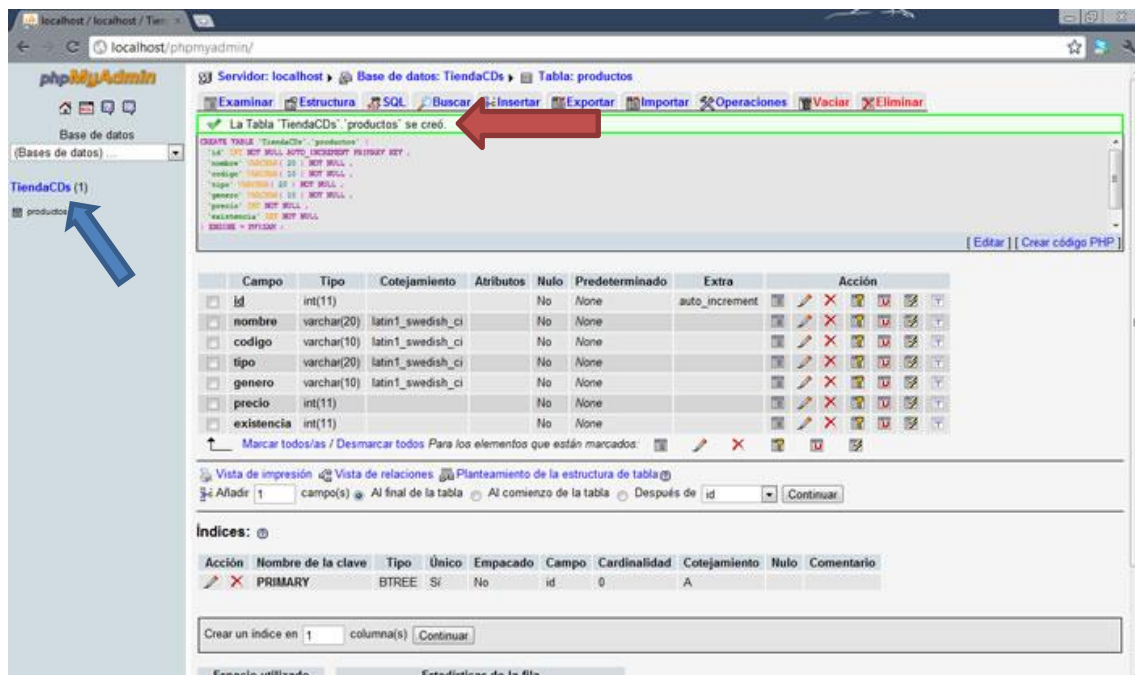 localhost / localhost / Tien
localhost/phpmyadmin/
phpMyAdmin
Base de datos
(Bases de datos) ...
TiendaCDs (1)
productos
Servidor: localhost ▸ Base de datos: TiendaCDs ▸ Tabla: productos
Examinar Estructura SQL Buscar Insertar Exportar Importar Operaciones Vaciar Eliminar
La Tabla `TiendaCDs`.`productos` se creó.
CREATE TABLE `TiendaCDs`.`productos` (
`id` INT NOT NULL AUTO_INCREMENT PRIMARY KEY ,
`nombre` VARCHAR( 20 ) NOT NULL ,
`codigo` VARCHAR( 10 ) NOT NULL ,
`tipo` VARCHAR( 20 ) NOT NULL ,
`genero` VARCHAR( 10 ) NOT NULL ,
`precio` INT NOT NULL ,
`existencia` INT NOT NULL
) ENGINE = MYISAM ;
[ Editar ] [ Crear código PHP ]
Campo Tipo Cotejamiento Atributos Nulo Predeterminado Extra Acción
id int(11) No None auto_increment
nombre varchar(20) latin1_swedish_ci No None
codigo varchar(10) latin1_swedish_ci No None
tipo varchar(20) latin1_swedish_ci No None
genero varchar(10) latin1_swedish_ci No None
precio int(11) No None
existencia int(11) No None
Marcar todos/as / Desmarcar todos Para los elementos que están marcados:
Vista de impresión Vista de relaciones Planteamiento de la estructura de tabla
Añadir 1 campo(s) Al final de la tabla Al comienzo de la tabla Después de id Continuar
Índices:
Acción Nombre de la clave Tipo Único Empacado Campo Cardinalidad Cotejamiento Nulo Comentario
PRIMARY BTREE Sí No id 0 A
Crear un índice en 1 columna(s) Continuar
Espacio utilizado Estadísticas de la fila